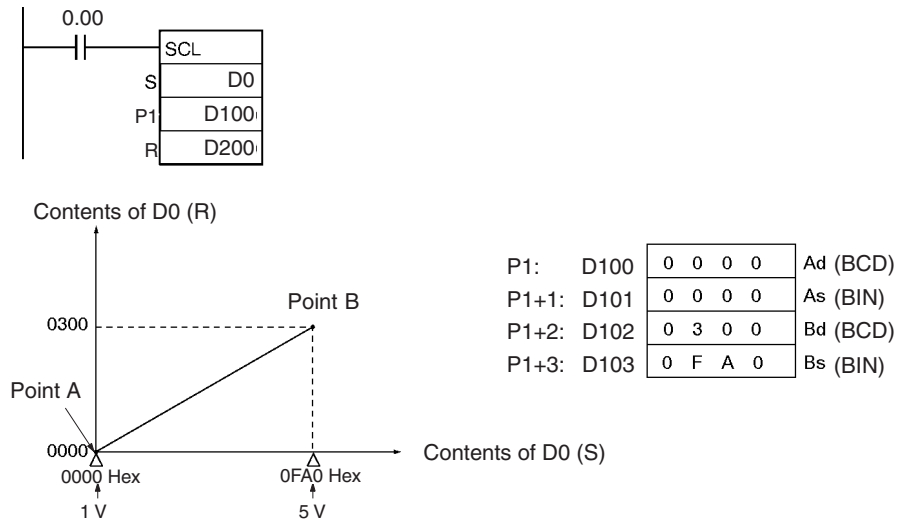 0.00
SCL
S D0
P1 D100
R D200
Contents of D0 (R)
Point B
0300
Point A
0000
Contents of D0 (S)
0000 Hex 0FA0 Hex
1 V 5 V
P1: D100 0 0 0 0 Ad (BCD)
P1+1: D101 0 0 0 0 As (BIN)
P1+2: D102 0 3 0 0 Bd (BCD)
P1+3: D103 0 F A 0 Bs (BIN)